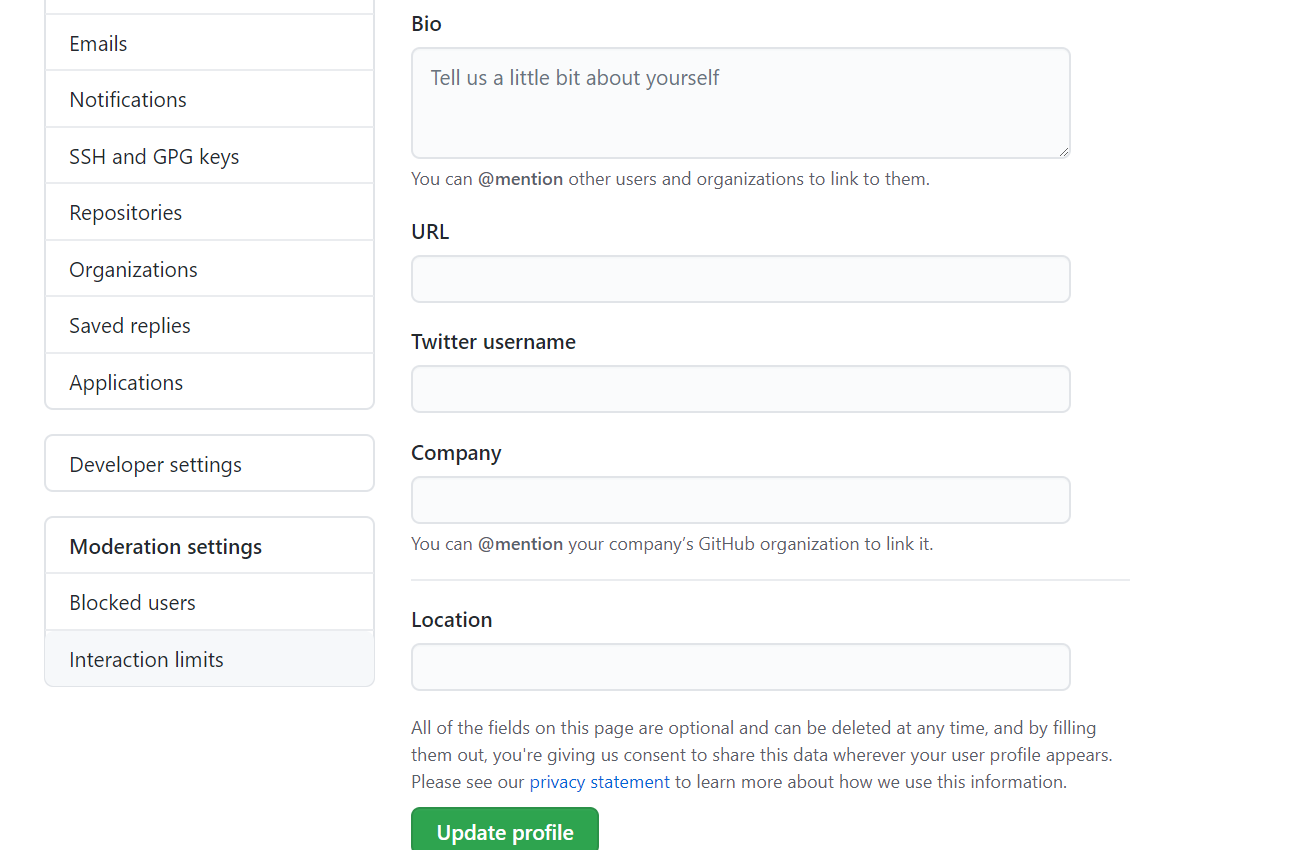 Emails
Notifications
SSH and GPG keys
Repositories
Organizations
Saved replies
Applications
Developer settings
Moderation settings
Blocked users
Interaction limits
Bio
Tell us a little bit about yourself
You can @mention other users and organizations to link to them.
URL
Twitter username
Company
You can @mention your company’s GitHub organization to link it.
Location
All of the fields on this page are optional and can be deleted at any time, and by filling
them out, you're giving us consent to share this data wherever your user profile appears.
Please see our privacy statement to learn more about how we use this information.
Update profile